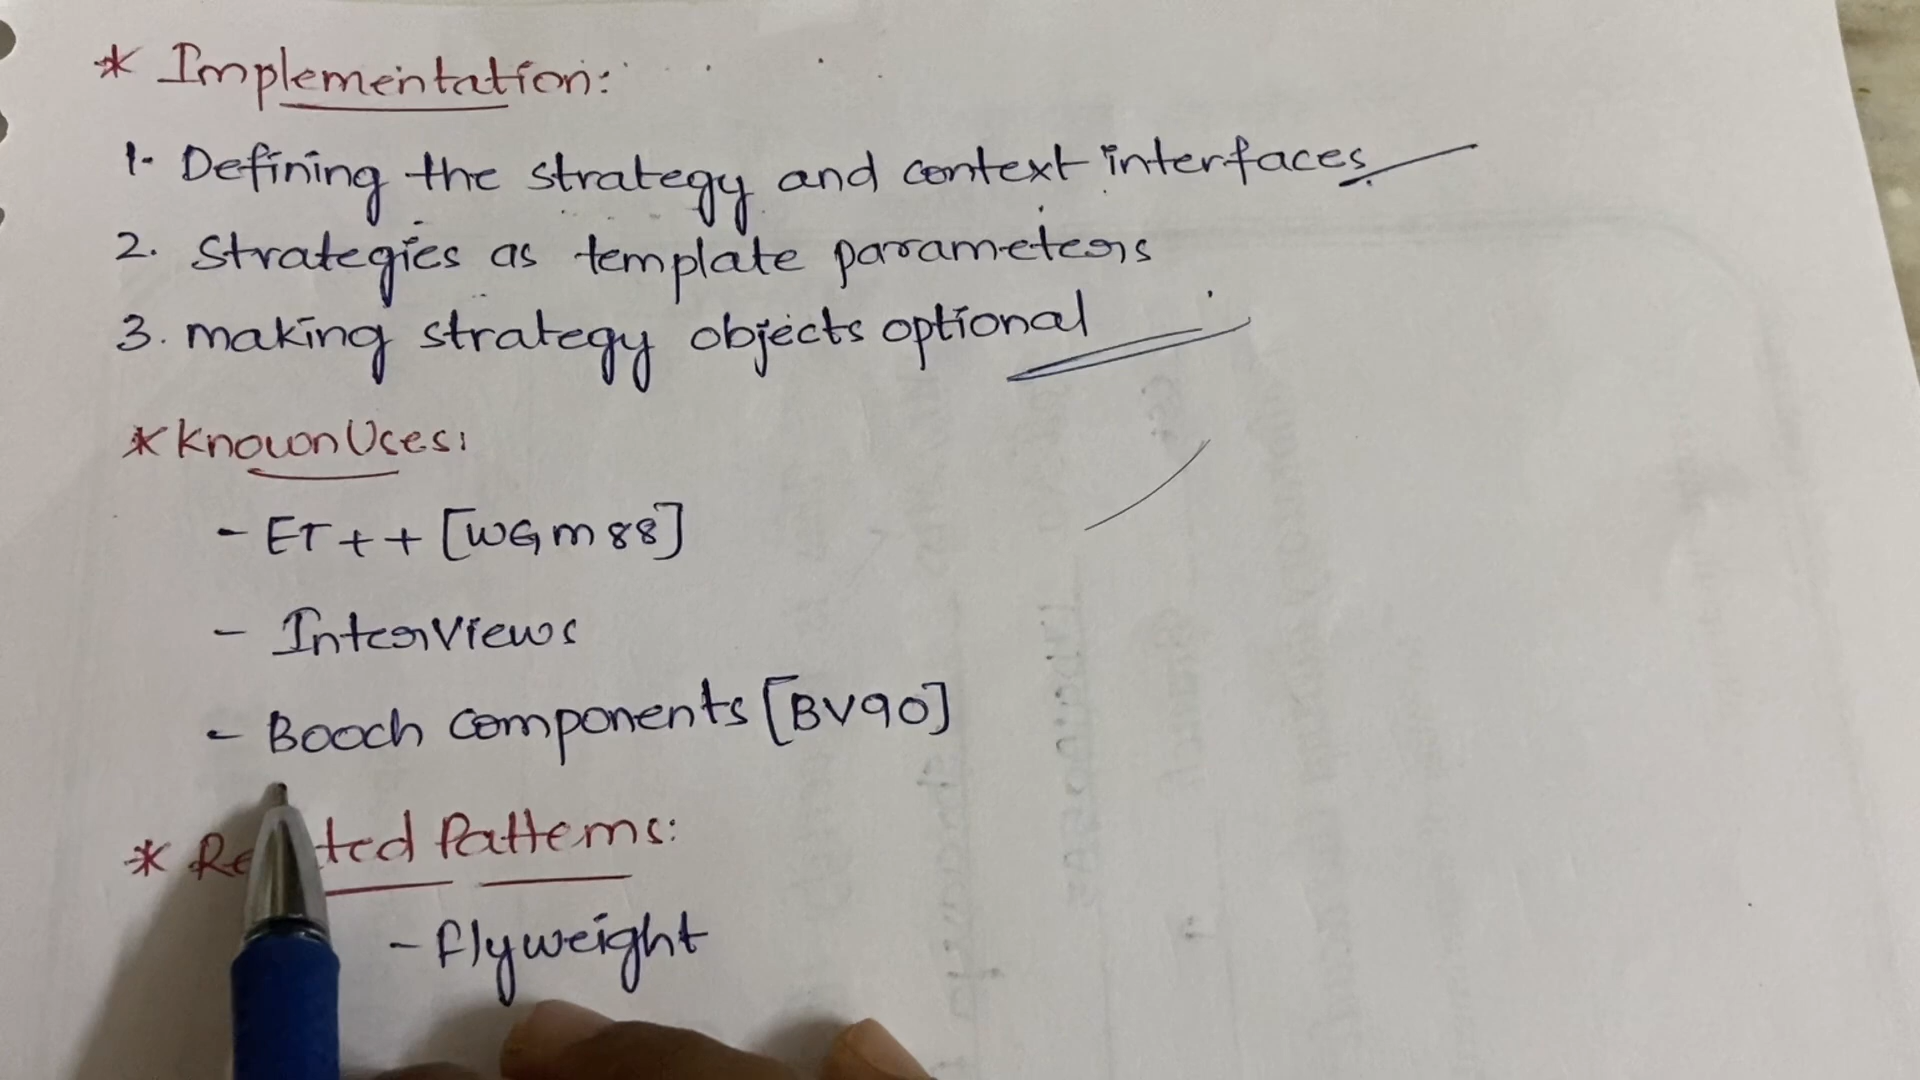 * Implementation:
1. Defining the strategy and context interfaces
2. Strategies as template parameters
3. making strategy objects optional
* Known Uses:
- ET++ [WGM88]
- InterViews
- Booch components [BV90]
* Related Patterns:
- flyweight